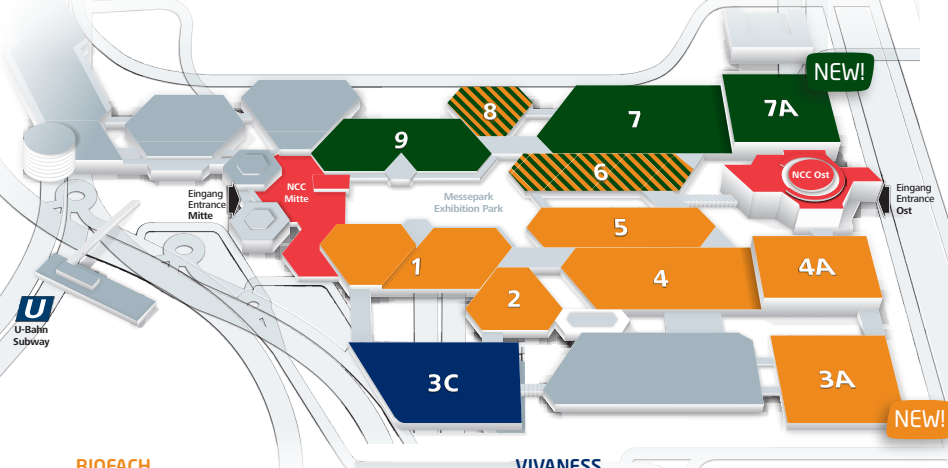 NEW!
8
7
7A
9
6
NCC
Mitte
NCC Ost
Eingang
Entrance
Mitte
Messepark
Exhibition Park
Eingang
Entrance
Ost
5
1
4
4A
2
U
U-Bahn
Subway
3C
3A
NEW!
BIOFACH
VIVANESS